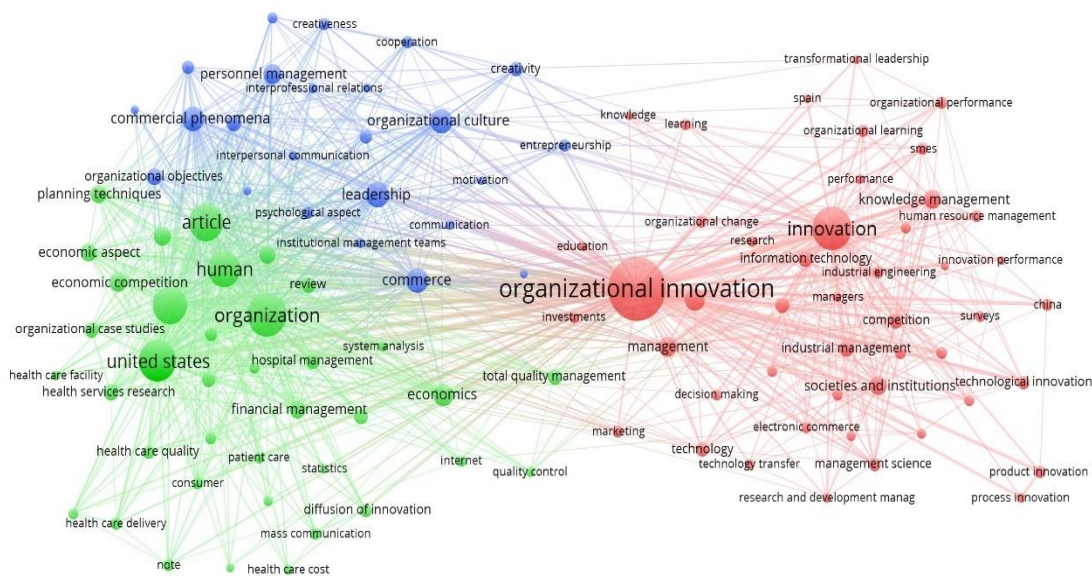 creativeness
cooperation
personnel management
creativity
interprofessional relations
transformational leadership
commercial phenomena
organizational culture
knowledge
learning
spain
organizational performance
organizational learning
smes
interpersonal communication
entrepreneurship
organizational objectives
planning techniques
leadership
motivation
performance
knowledge management
human resource management
psychological aspect
article
communication
organizational change
innovation
institutional management teams
education
research
information technology
economic aspect
human
economic competition
review
commerce
organizational innovation
industrial engineering
innovation performance
managers
china
organization
investments
competition
surveys
organizational case studies
united states
system analysis
management
industrial management
hospital management
health care facility
health services research
total quality management
societies and institutions
technological innovation
economics
decision making
financial management
marketing
electronic commerce
technology
health care quality
patient care
statistics
internet
quality control
technology transfer
management science
product innovation
consumer
research and development manag
process innovation
health care delivery
diffusion of innovation
mass communication
note
health care cost